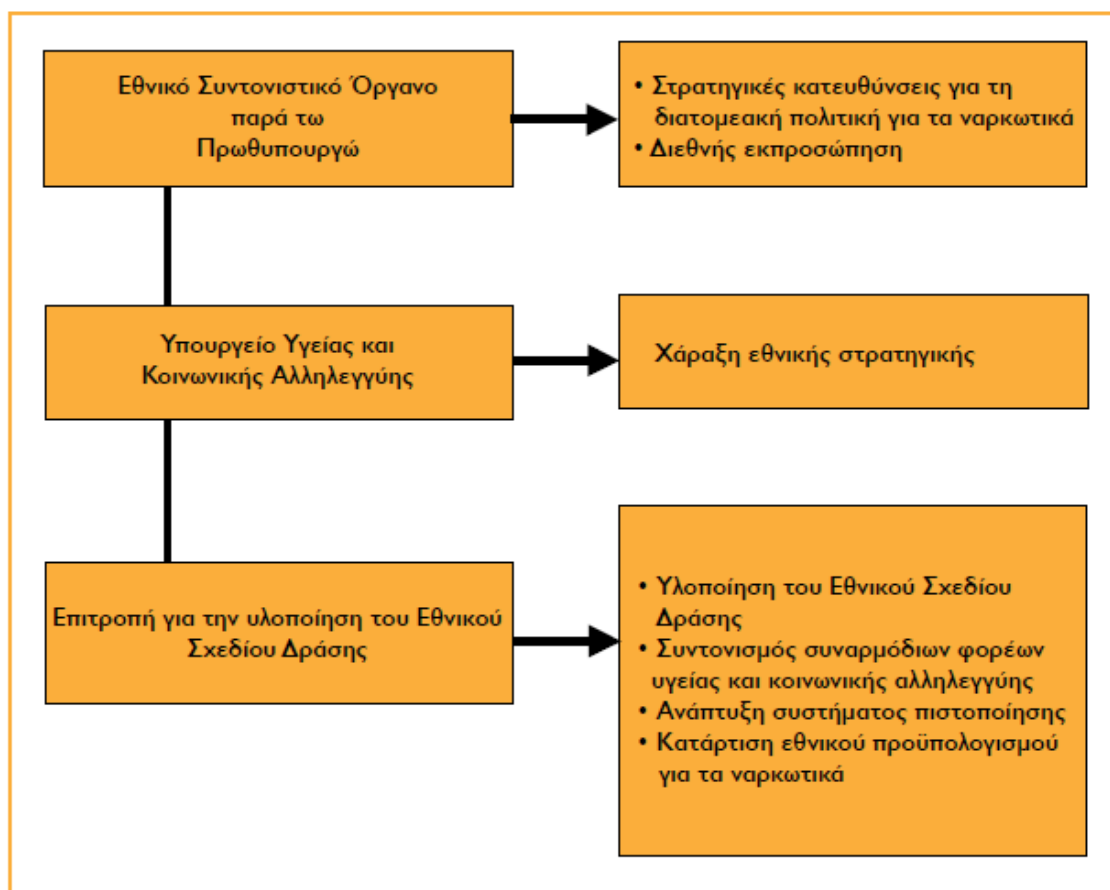 Εθνικό Συντονιστικό Όργανο
παρά τω
Πρωθυπουργώ
• Στρατηγικές κατευθύνσεις για τη
διατομεακή πολιτική για τα ναρκωτικά
• Διεθνής εκπροσώπηση
Υπουργείο Υγείας και
Κοινωνικής Αλληλεγγύης
Χάραξη εθνικής στρατηγικής
Επιτροπή για την υλοποίηση του Εθνικού
Σχεδίου Δράσης
• Υλοποίηση του Εθνικού Σχεδίου
Δράσης
• Συντονισμός συναρμόδιων φορέων
υγείας και κοινωνικής αλληλεγγύης
• Ανάπτυξη συστήματος πιστοποίησης
• Κατάρτιση εθνικού προϋπολογισμού
για τα ναρκωτικά